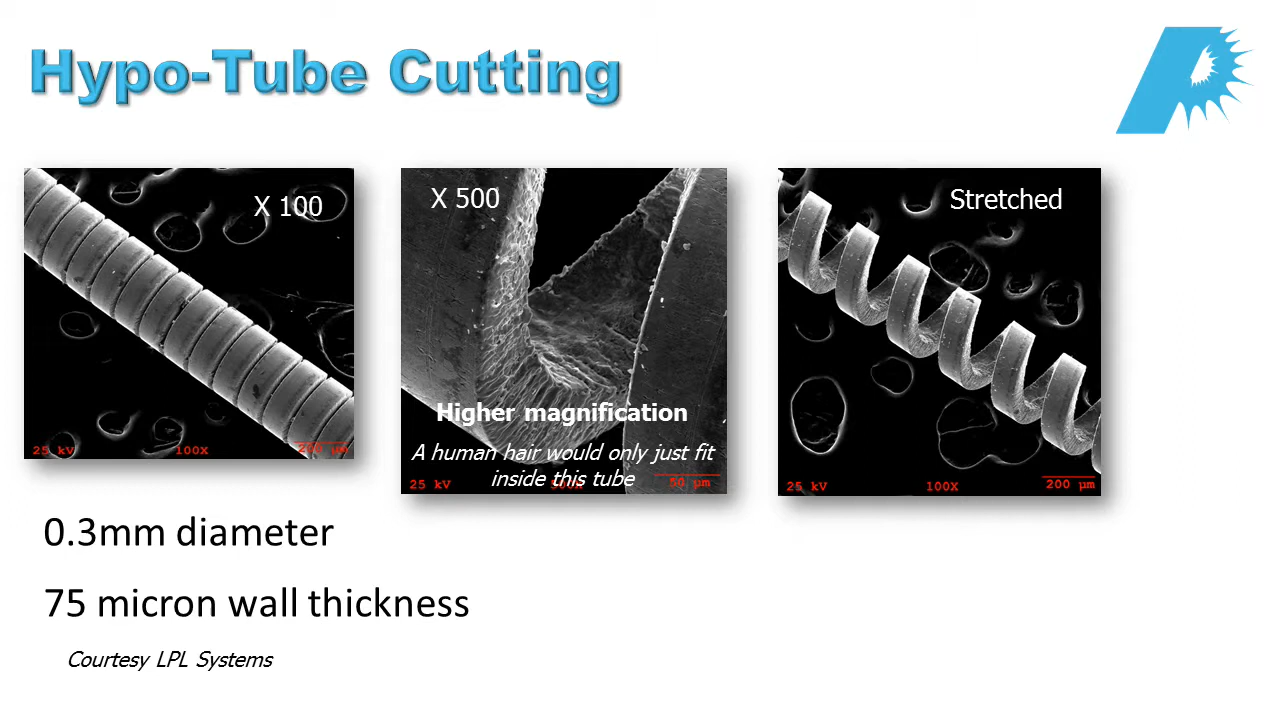 Hypo-Tube Cutting
X 100
25 kV 100X 200 μm
X 500
Higher magnification
A human hair would only just fit
inside this tube
25 kV 500X 50 μm
Stretched
25 kV 100X 200 μm
0.3mm diameter
75 micron wall thickness
Courtesy LPL Systems